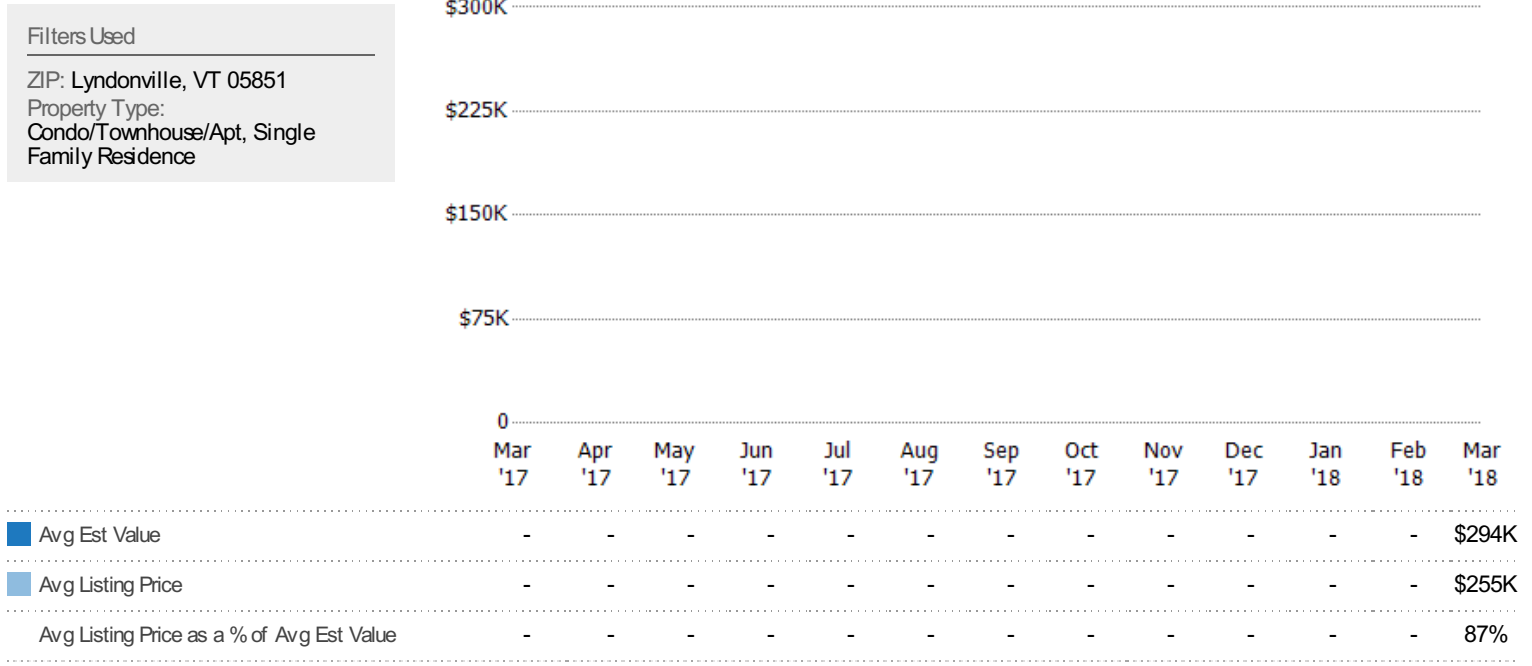 Filters Used
ZIP: Lyndonville, VT 05851
Property Type:
Condo/Townhouse/Apt, Single
Family Residence
$300K
$225K
$150K
$75K
0
Mar Apr May Jun Jul Aug Sep Oct Nov Dec Jan Feb Mar
'17 '17 '17 '17 '17 '17 '17 '17 '17 '17 '18 '18 '18
Avg Est Value - - - - - - - - - - - - $294K
Avg Listing Price - - - - - - - - - - - - $255K
Avg Listing Price as a % of Avg Est Value - - - - - - - - - - - - 87%